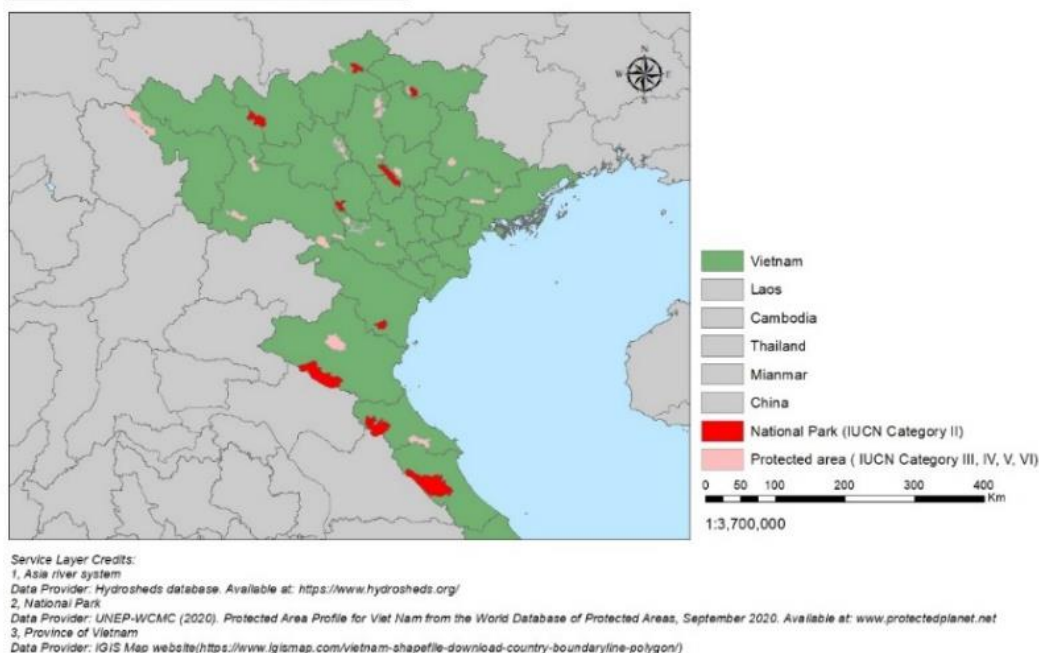 N
W
E
S
Vietnam
Laos
Cambodia
Thailand
Mianmar
China
National Park (IUCN Category II)
Protected area ( IUCN Category III, IV, V, VI)
0 50 100 200 300 400
Km
1:3,700,000
Service Layer Credits:
1, Asia river system
Data Provider: Hydrosheds database. Available at: https://www.hydrosheds.org/
2, National Park
Data Provider: UNEP-WCMC (2020). Protected Area Profile for Viet Nam from the World Database of Protected Areas, September 2020. Available at: www.protectedplanet.net
3, Province of Vietnam
Data Provider: IGIS Map website(https://www.igismap.com/vietnam-shapefile-download-country-boundaryline-polygon/)